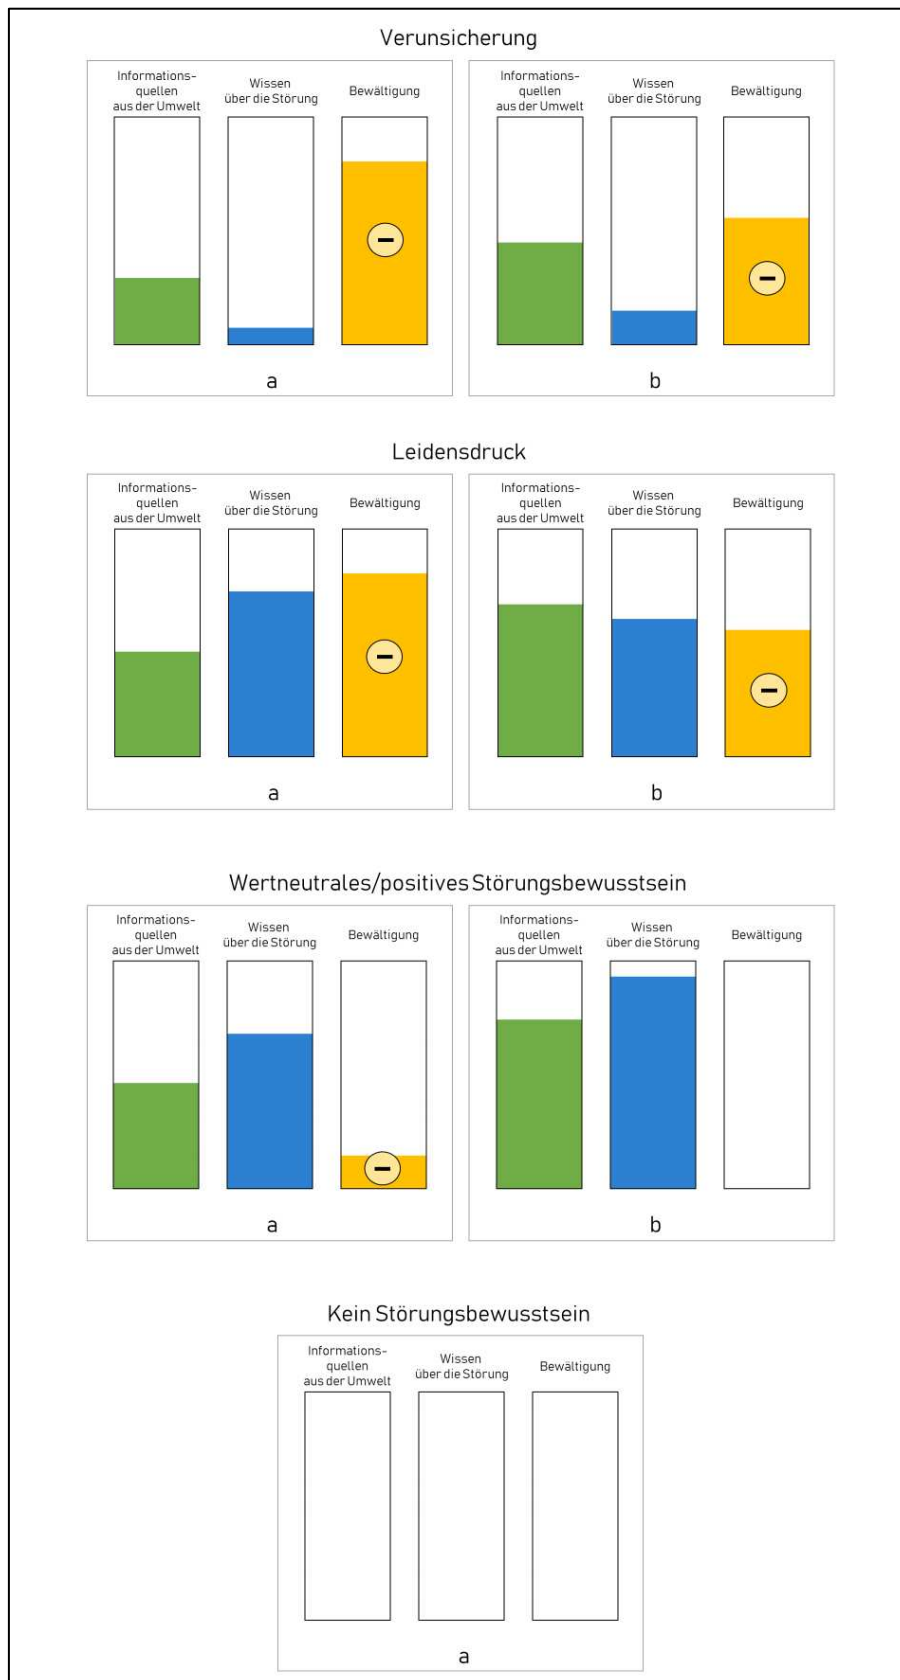 Verunsicherung
Informations-
quellen
aus der Umwelt
Wissen
über die Störung
Bewältigung
a
Informations-
quellen
aus der Umwelt
Wissen
über die Störung
Bewältigung
b
Leidensdruck
Informations-
quellen
aus der Umwelt
Wissen
über die Störung
Bewältigung
a
Informations-
quellen
aus der Umwelt
Wissen
über die Störung
Bewältigung
b
Wertneutrales/positives Störungsbewusstsein
Informations-
quellen
aus der Umwelt
Wissen
über die Störung
Bewältigung
a
Informations-
quellen
aus der Umwelt
Wissen
über die Störung
Bewältigung
b
Kein Störungsbewusstsein
Informations-
quellen
aus der Umwelt
Wissen
über die Störung
Bewältigung
a